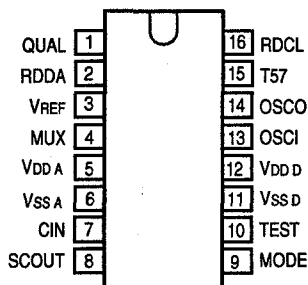 QUAL 1 16 RDCL
RDDA 2 15 T57
VREF 3 14 OSCO
MUX 4 13 OSCI
VDD A 5 12 VDD D
VSS A 6 11 VSS D
CIN 7 10 TEST
SCOUT 8 9 MODE